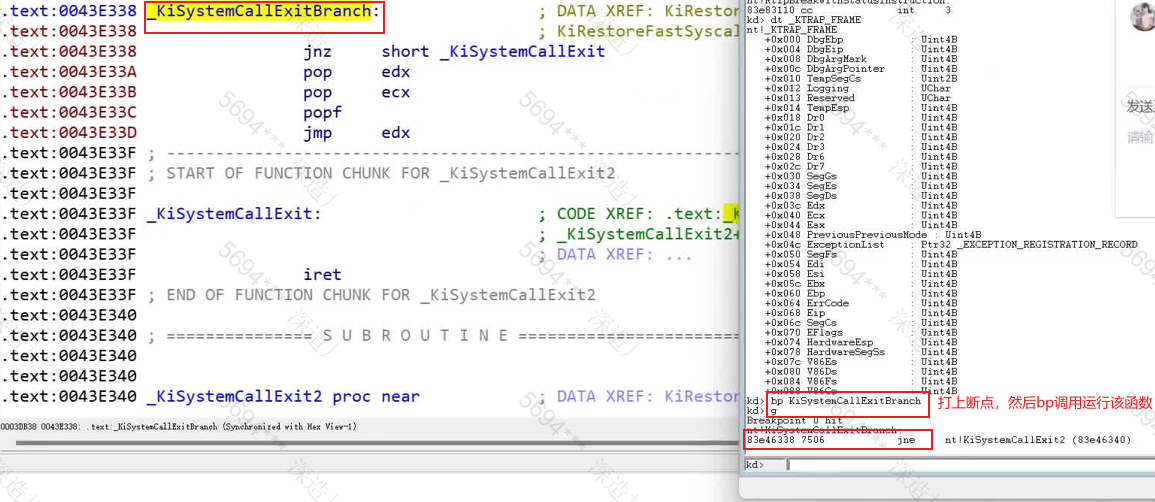 .text:0043E338 _KiSystemCallExitBranch: ; DATA XREF: KiRestor
.text:0043E338 ; KiRestoreFastSyscal
.text:0043E338 jnz short _KiSystemCallExit
.text:0043E33A pop edx
.text:0043E33B pop ecx
.text:0043E33C popf
.text:0043E33D jmp edx
.text:0043E33F ; ---------------------------------------------------------
.text:0043E33F ; START OF FUNCTION CHUNK FOR _KiSystemCallExit2
.text:0043E33F
.text:0043E33F _KiSystemCallExit: ; CODE XREF: .text:_K
.text:0043E33F ; _KiSystemCallExit2+
.text:0043E33F ; DATA XREF: ...
.text:0043E33F iret
.text:0043E33F ; END OF FUNCTION CHUNK FOR _KiSystemCallExit2
.text:0043E340
.text:0043E340 ; =============== S U B R O U T I N E =======================
.text:0043E340
.text:0043E340
.text:0043E340 _KiSystemCallExit2 proc near ; DATA XREF: KiResto
0003DB38 0043E338: .text:_KiSystemCallExitBranch (Synchronized with Hex View-1)
nt!RtlpBreakWithStatusInstruction:
83e83110 cc int 3
kd> dt _KTRAP_FRAME
nt!_KTRAP_FRAME
+0x000 DbgEbp : Uint4B
+0x004 DbgEip : Uint4B
+0x008 DbgArgMark : Uint4B
+0x00c DbgArgPointer : Uint4B
+0x010 TempSegCs : Uint2B
+0x012 Logging : UChar
+0x013 Reserved : UChar
+0x014 TempEsp : Uint4B
+0x018 Dr0 : Uint4B
+0x01c Dr1 : Uint4B
+0x020 Dr2 : Uint4B
+0x024 Dr3 : Uint4B
+0x028 Dr6 : Uint4B
+0x02c Dr7 : Uint4B
+0x030 SegGs : Uint4B
+0x034 SegEs : Uint4B
+0x038 SegDs : Uint4B
+0x03c Edx : Uint4B
+0x040 Ecx : Uint4B
+0x044 Eax : Uint4B
+0x048 PreviousPreviousMode : Uint4B
+0x04c ExceptionList : Ptr32 _EXCEPTION_REGISTRATION_RECORD
+0x050 SegFs : Uint4B
+0x054 Edi : Uint4B
+0x058 Esi : Uint4B
+0x05c Ebx : Uint4B
+0x060 Ebp : Uint4B
+0x064 ErrCode : Uint4B
+0x068 Eip : Uint4B
+0x06c SegCs : Uint4B
+0x070 EFlags : Uint4B
+0x074 HardwareEsp : Uint4B
+0x078 HardwareSegSs : Uint4B
+0x07c V86Es : Uint4B
+0x080 V86Ds : Uint4B
+0x084 V86Fs : Uint4B
+0x088 V86Gs : Uint4B
kd> bp KiSystemCallExitBranch
kd> g
Breakpoint 0 hit
nt!KiSystemCallExitBranch:
83e46338 7506 jne nt!KiSystemCallExit2 (83e46340)
kd>
打上断点，然后bp调用运行该函数
发送
请输
5694***
深造